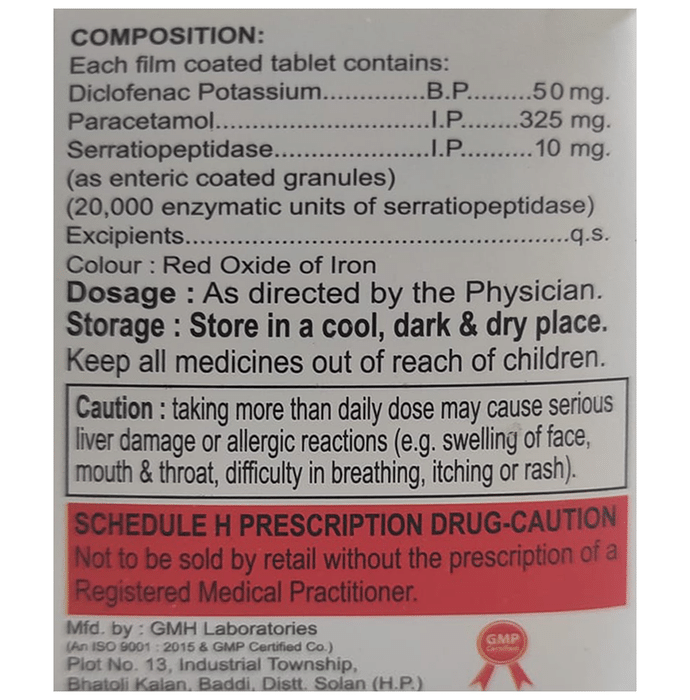 COMPOSITION:
Each film coated tablet contains:
Diclofenac Potassium..............B.P.........50 mg.
Paracetamol..............................I.P........325 mg.
Serratiopeptidase.....................I.P..........10 mg.
(as enteric coated granules)
(20,000 enzymatic units of serratiopeptidase)
Excipients.....................................................q.s.
Colour : Red Oxide of Iron
Dosage : As directed by the Physician.
Storage : Store in a cool, dark & dry place.
Keep all medicines out of reach of children.
Caution : taking more than daily dose may cause serious
liver damage or allergic reactions (e.g. swelling of face,
mouth & throat, difficulty in breathing, itching or rash).
SCHEDULE H PRESCRIPTION DRUG-CAUTION
Not to be sold by retail without the prescription of a
Registered Medical Practitioner.
Mfd. by : GMH Laboratories
(An ISO 9001 : 2015 & GMP Certified Co.)
Plot No. 13, Industrial Township,
Bhatoli Kalan, Baddi, Distt. Solan (H.P.)
GMP
Certified